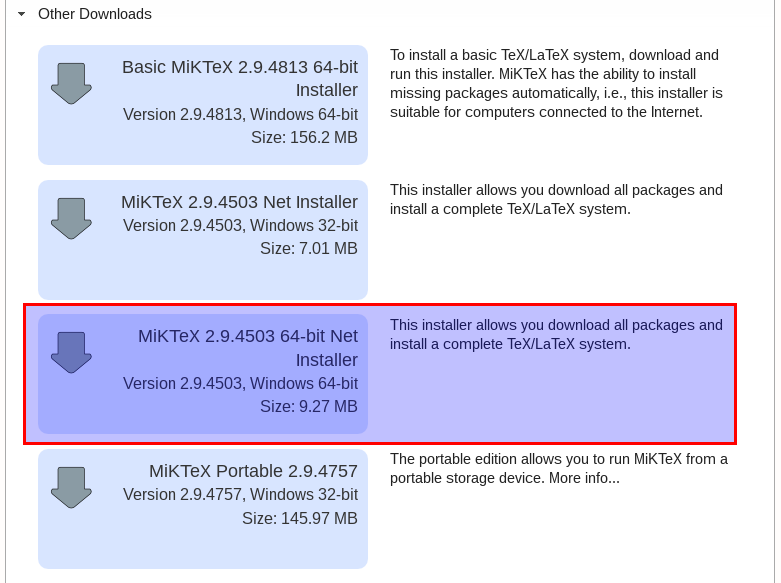 Other Downloads
Basic MiKTeX 2.9.4813 64-bit
Installer
Version 2.9.4813, Windows 64-bit
Size: 156.2 MB
To install a basic TeX/LaTeX system, download and
run this installer. MiKTeX has the ability to install
missing packages automatically, i.e., this installer is
suitable for computers connected to the Internet.
MiKTeX 2.9.4503 Net Installer
Version 2.9.4503, Windows 32-bit
Size: 7.01 MB
This installer allows you download all packages and
install a complete TeX/LaTeX system.
MiKTeX 2.9.4503 64-bit Net
Installer
Version 2.9.4503, Windows 64-bit
Size: 9.27 MB
This installer allows you download all packages and
install a complete TeX/LaTeX system.
MiKTeX Portable 2.9.4757
Version 2.9.4757, Windows 32-bit
Size: 145.97 MB
The portable edition allows you to run MiKTeX from a
portable storage device. More info...